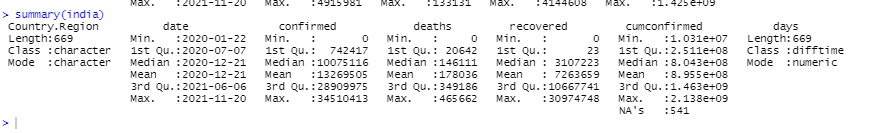 Max. :2021-11-20 Max. :4915981 Max. :133131 Max. :4144608 Max. :1.425e+09
> summary(india)
Country.Region date confirmed deaths recovered cumconfirmed days
Length:669 Min. :2020-01-22 Min. : 0 Min. : 0 Min. : 0 Min. :1.031e+07 Length:669
Class :character 1st Qu.:2020-07-07 1st Qu.: 742417 1st Qu.: 20642 1st Qu.: 23 1st Qu.:2.511e+08 Class :difftime
Mode :character Median :2020-12-21 Median :10075116 Median :146111 Median : 3107223 Median :8.043e+08 Mode :numeric
Mean :2020-12-21 Mean :13269505 Mean :178036 Mean : 7263659 Mean :8.955e+08
3rd Qu.:2021-06-06 3rd Qu.:28909975 3rd Qu.:349186 3rd Qu.:10667741 3rd Qu.:1.463e+09
Max. :2021-11-20 Max. :34510413 Max. :465662 Max. :30974748 Max. :2.138e+09
NA's :541
>